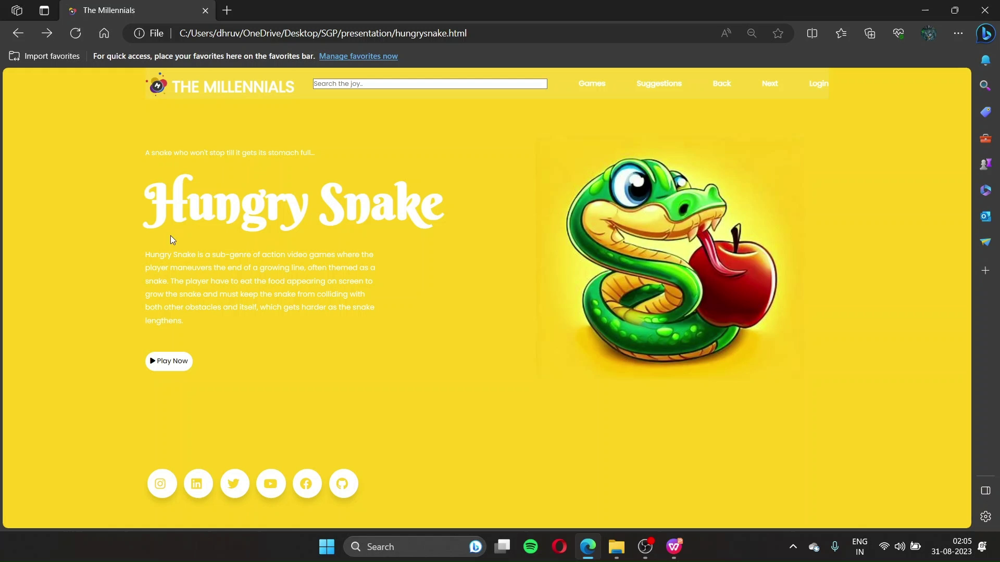 The Millennials
File
C:/Users/dhruv/OneDrive/Desktop/SGP/presentation/hungrysnake.html
Import favorites
For quick access, place your favorites here on the favorites bar. Manage favorites now
M
THE MILLENNIALS
Search the joy..
Games
Suggestions
Back
Next
Login
A snake who won't stop till it gets its stomach full...
Hungry Snake
Hungry Snake is a sub-genre of action video games where the
player maneuvers the end of a growing line, often themed as a
snake. The player have to eat the food appearing on screen to
grow the snake and must keep the snake from colliding with
both other obstacles and itself, which gets harder as the snake
lengthens.
Play Now
Search
ENG
IN
02:05
31-08-2023